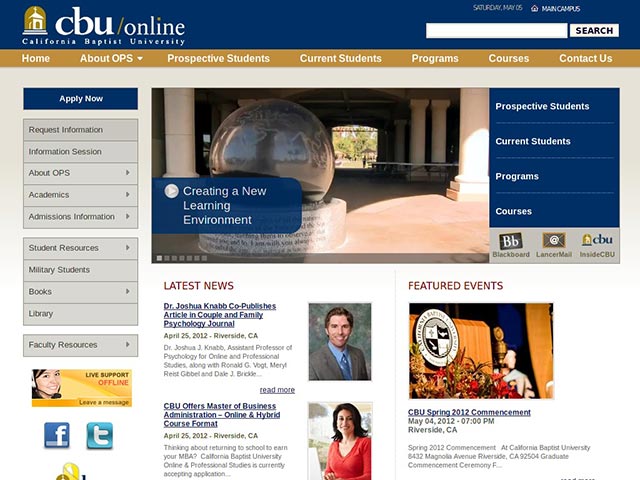 cbu/online
California Baptist University
SATURDAY, MAY 05
MAIN CAMPUS
SEARCH
Home
About OPS
Prospective Students
Current Students
Programs
Courses
Contact Us
Apply Now
Request Information
Information Session
About OPS
Academics
Admissions Information
Student Resources
Military Students
Books
Library
Faculty Resources
LIVE SUPPORT
OFFLINE
Leave a message
Creating a New
Learning
Environment
Prospective Students
Current Students
Programs
Courses
Bb
Blackboard
@
LancerMail
cbu
InsideCBU
LATEST NEWS
Dr. Joshua Knabb Co-Publishes
Article in Couple and Family
Psychology Journal
April 25, 2012 - Riverside, CA
Dr. Joshua J. Knabb, Assistant Professor of
Psychology for Online and Professional
Studies, along with Ronald G. Vogt, Meryl
Reist Gibbel and Dale J. Brickle...
read more
CBU Offers Master of Business
Administration – Online & Hybrid
Course Format
April 25, 2012 - Riverside, CA
Thinking about returning to school to earn
your MBA?  California Baptist University
Online & Professional Studies is currently
accepting application...
FEATURED EVENTS
CBU Spring 2012 Commencement
May 04, 2012 - 07:00 PM
Riverside, CA
Spring 2012 Commencement   At California Baptist University
8432 Magnolia Avenue Riverside, CA 92504 Graduate
Commencement Ceremony F...